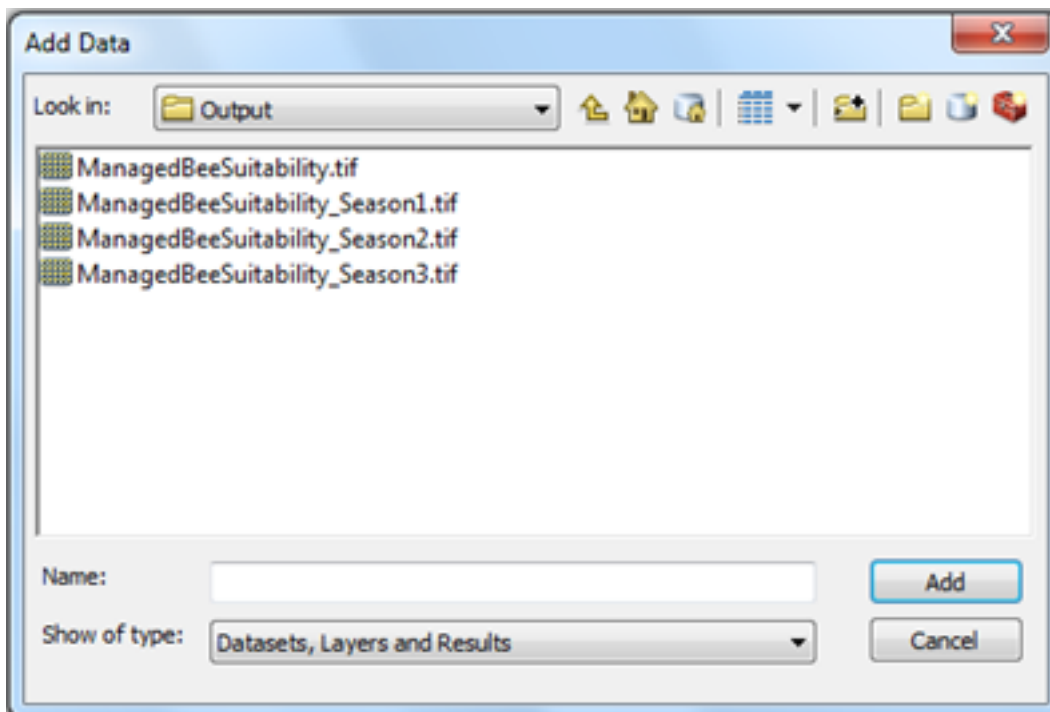 Add Data
Look in: Output
ManagedBeeSuitability.tif
ManagedBeeSuitability_Season1.tif
ManagedBeeSuitability_Season2.tif
ManagedBeeSuitability_Season3.tif
Name: Add
Show of type: Datasets, Layers and Results Cancel